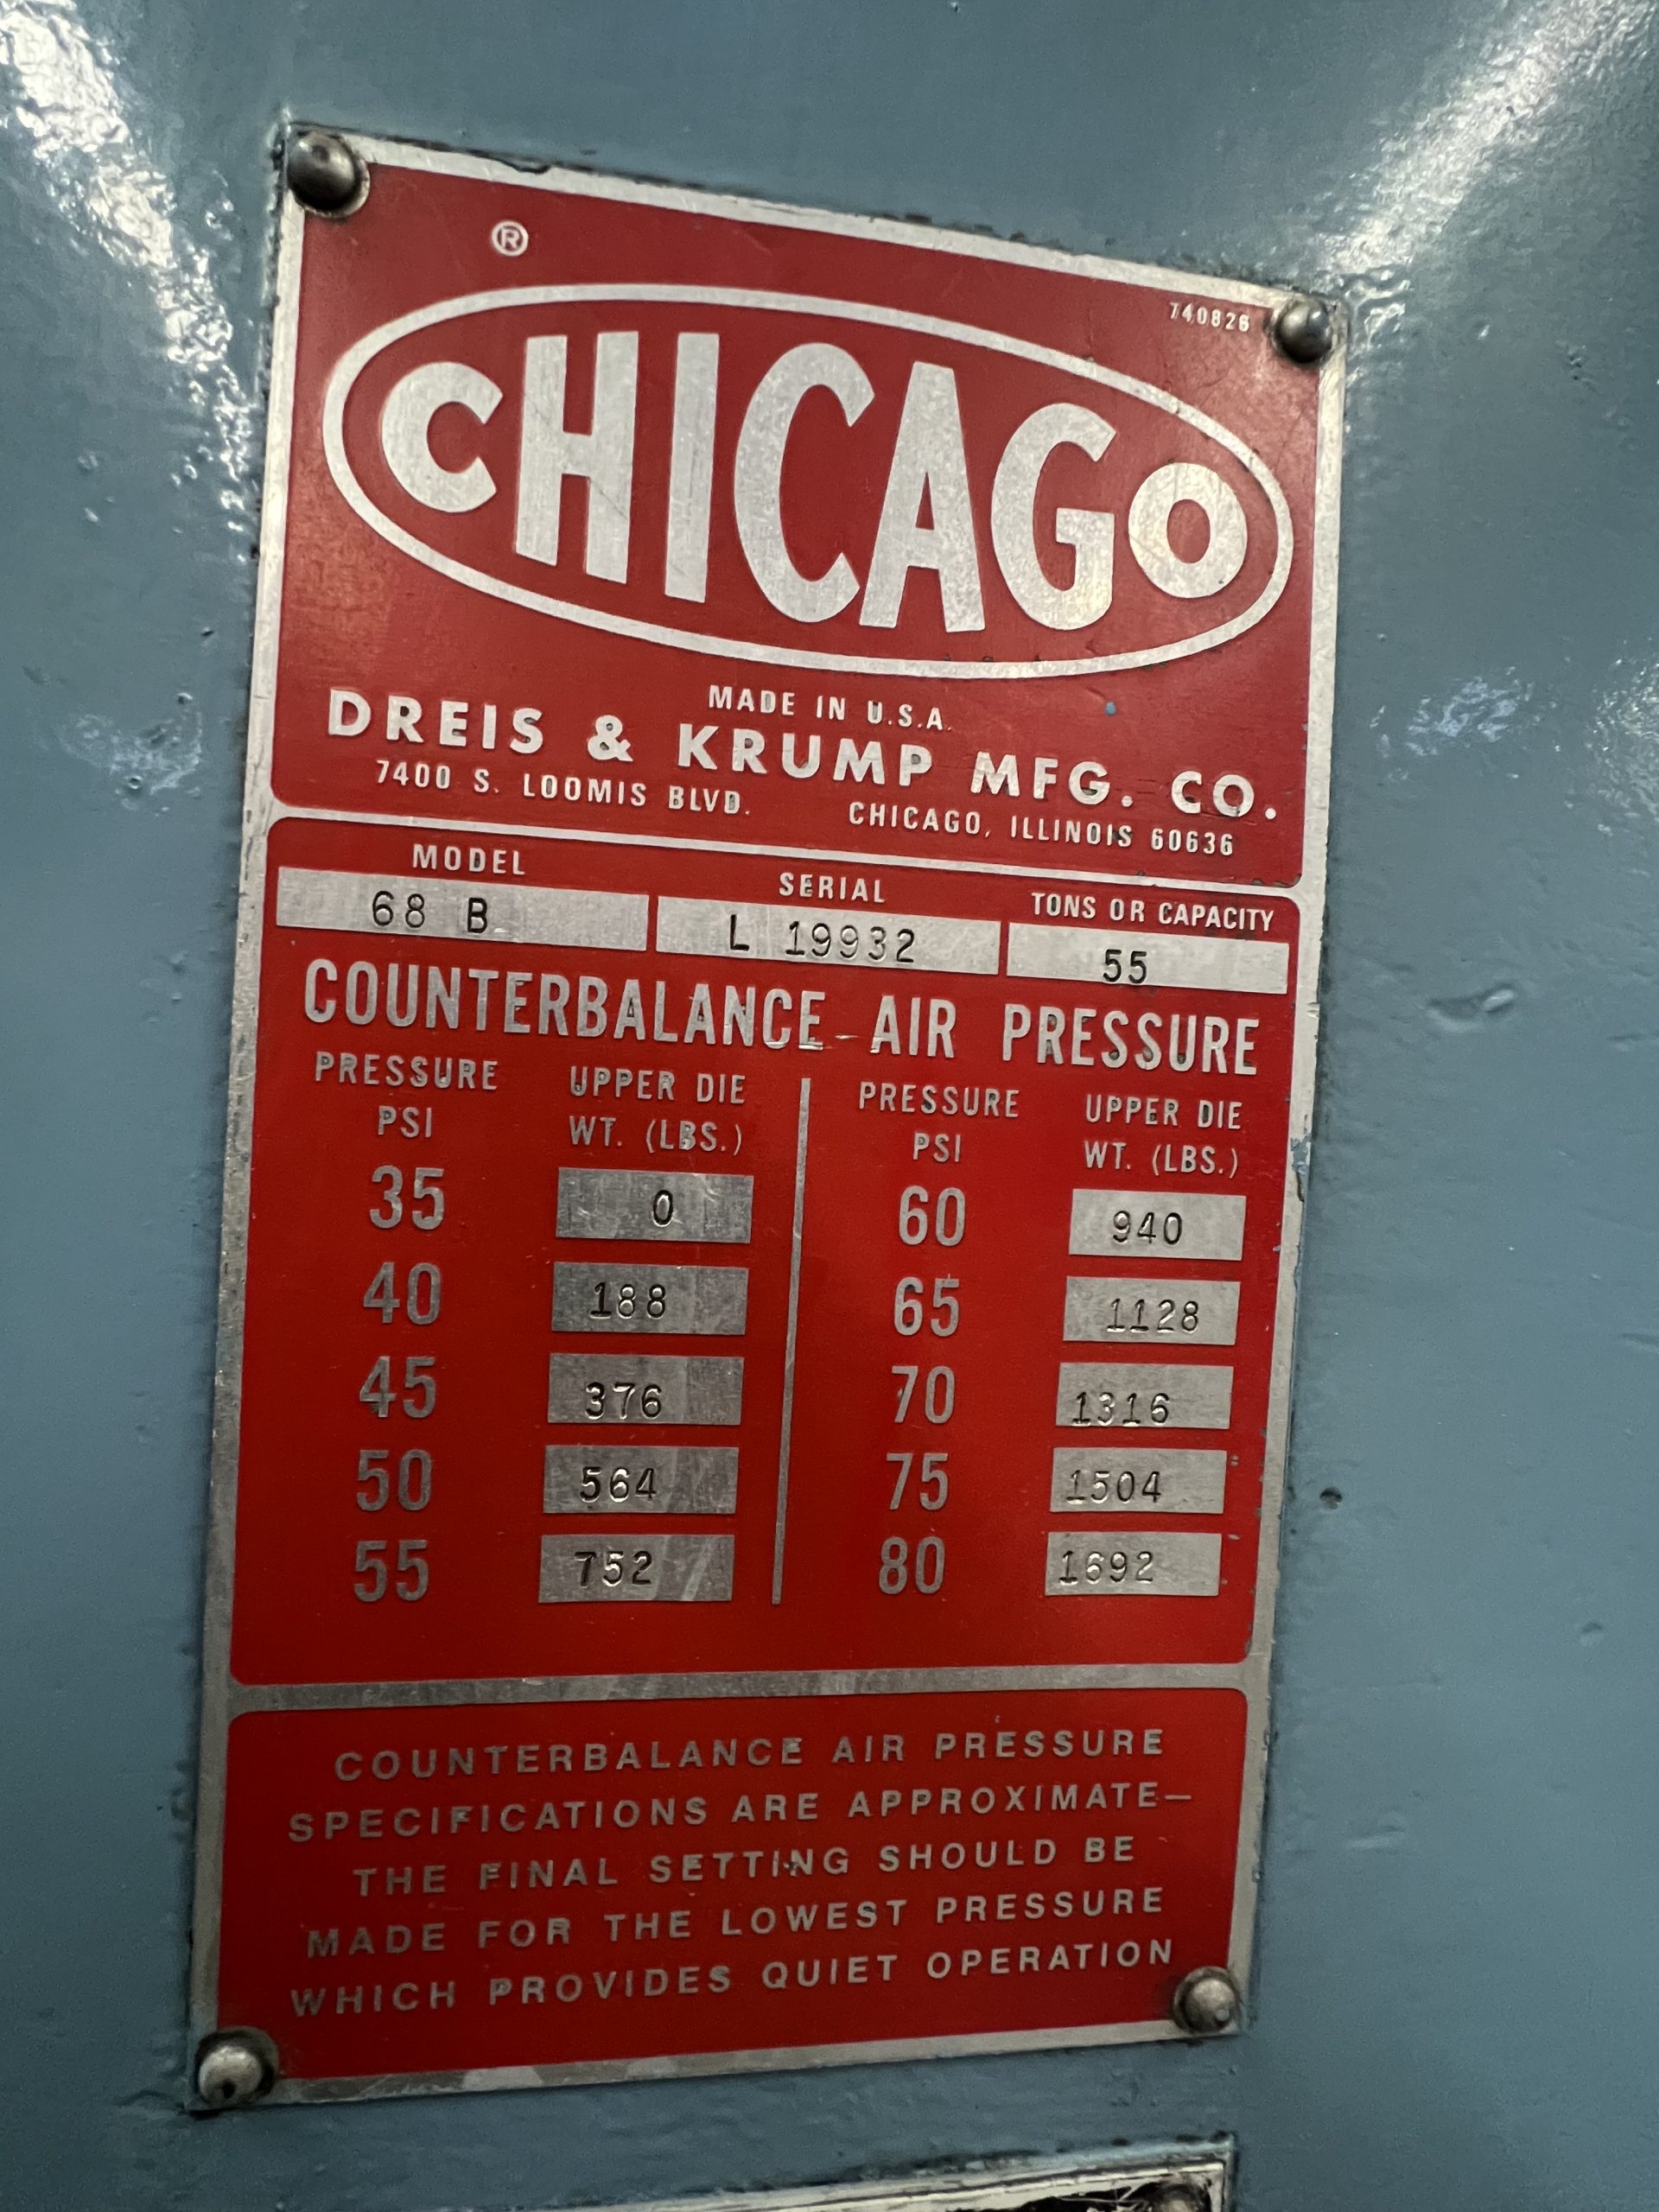 ®
740826
CHICAGO
MADE IN U.S.A.
DREIS & KRUMP MFG. CO.
7400 S. LOOMIS BLVD. CHICAGO, ILLINOIS 60636
MODEL SERIAL TONS OR CAPACITY
68 B L 19932 55
COUNTERBALANCE AIR PRESSURE
PRESSURE UPPER DIE PRESSURE UPPER DIE
PSI WT. (LBS.) PSI WT. (LBS.)
35 0 60 940
40 188 65 1128
45 376 70 1316
50 564 75 1504
55 752 80 1692
COUNTERBALANCE AIR PRESSURE
SPECIFICATIONS ARE APPROXIMATE—
THE FINAL SETTING SHOULD BE
MADE FOR THE LOWEST PRESSURE
WHICH PROVIDES QUIET OPERATION